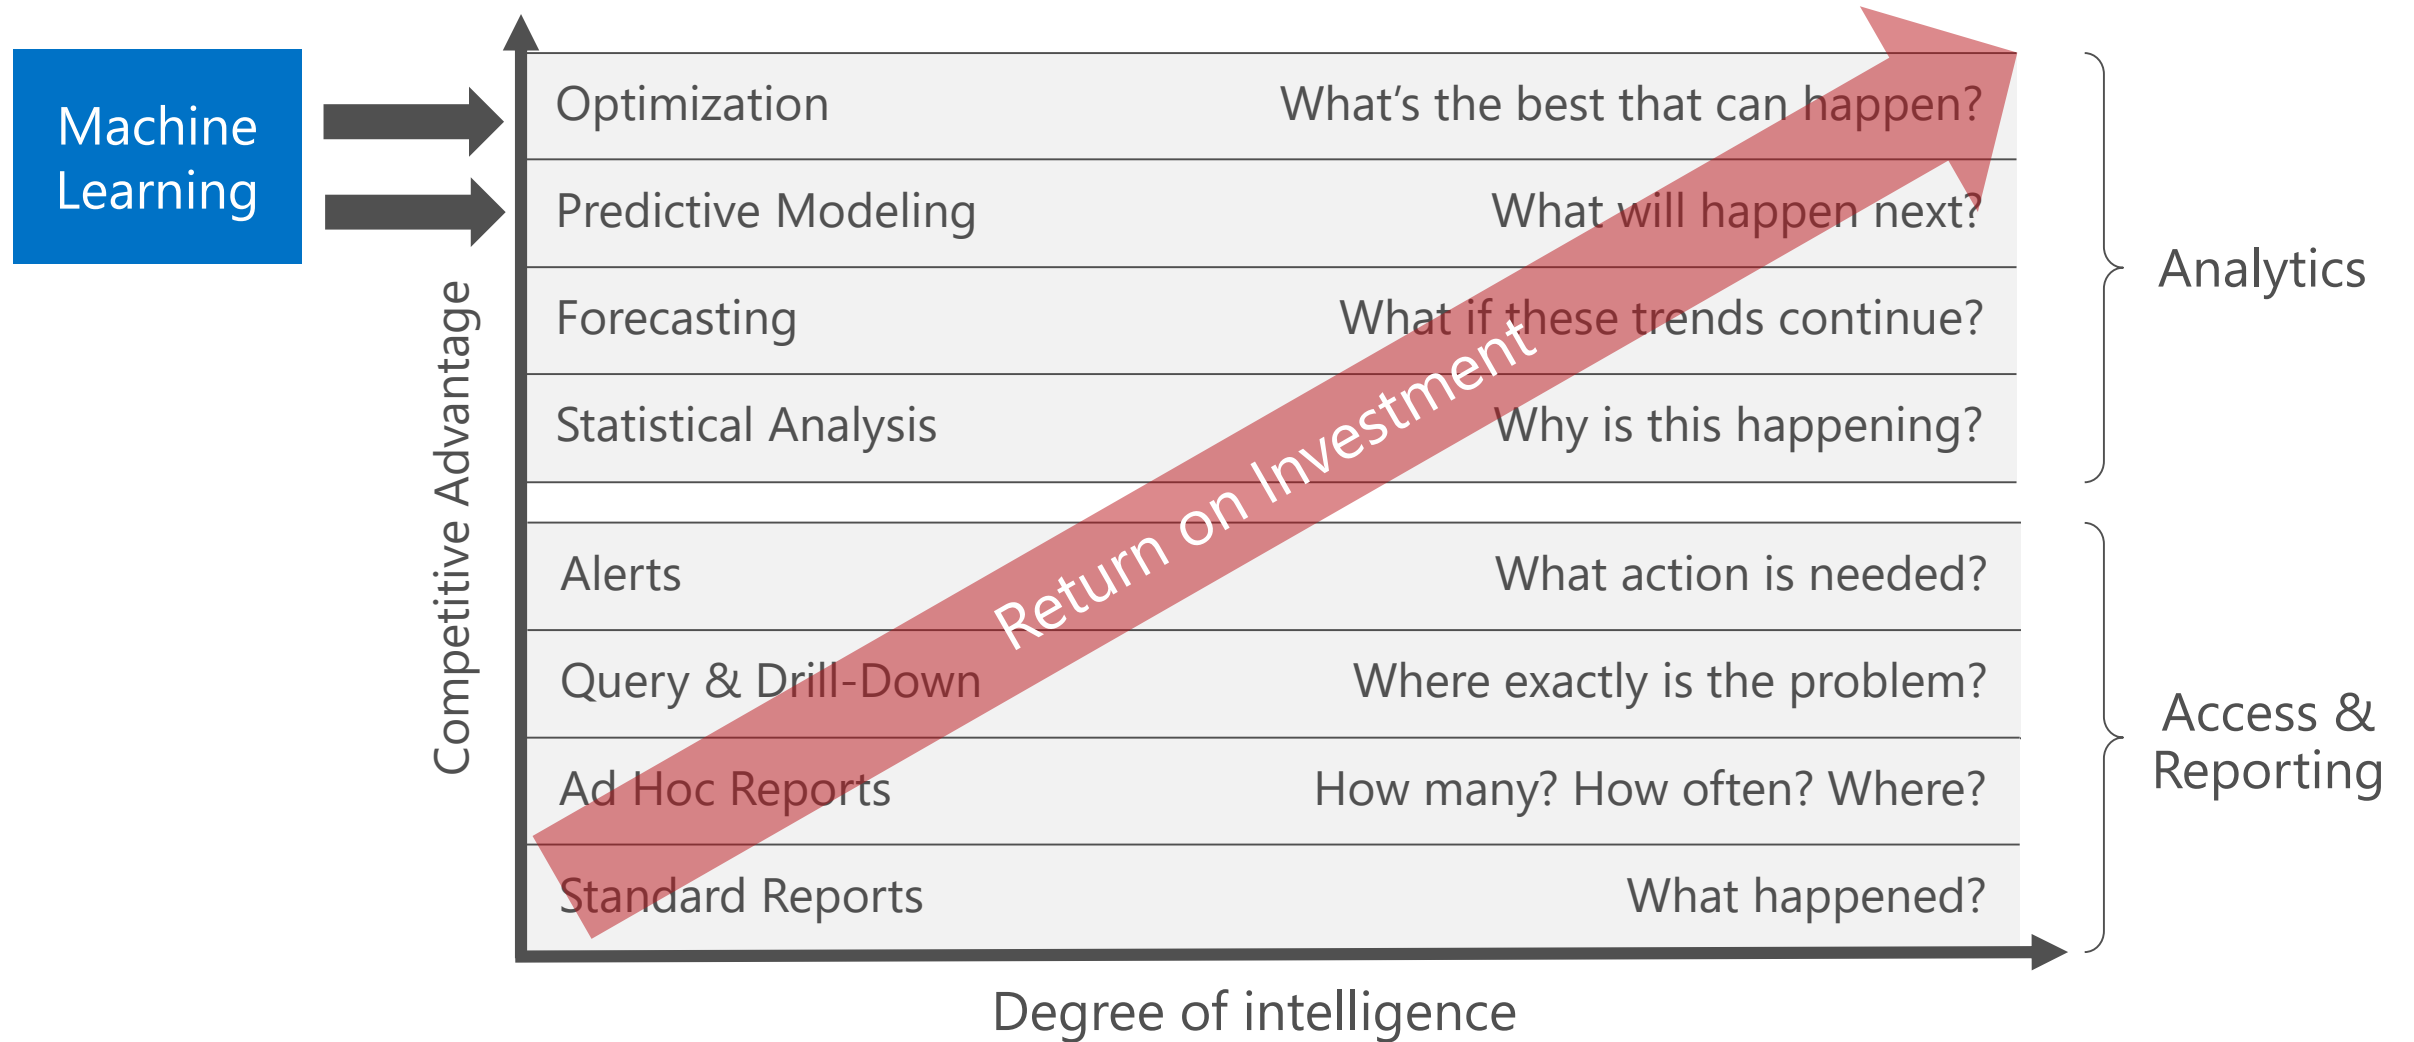 Machine
Learning
Competitive Advantage
Optimization What’s the best that can happen?
Predictive Modeling What will happen next?
Forecasting What if these trends continue?
Statistical Analysis Why is this happening?
Return on Investment
Alerts What action is needed?
Query & Drill-Down Where exactly is the problem?
Ad Hoc Reports How many? How often? Where?
Standard Reports What happened?
Analytics
Access &
Reporting
Degree of intelligence